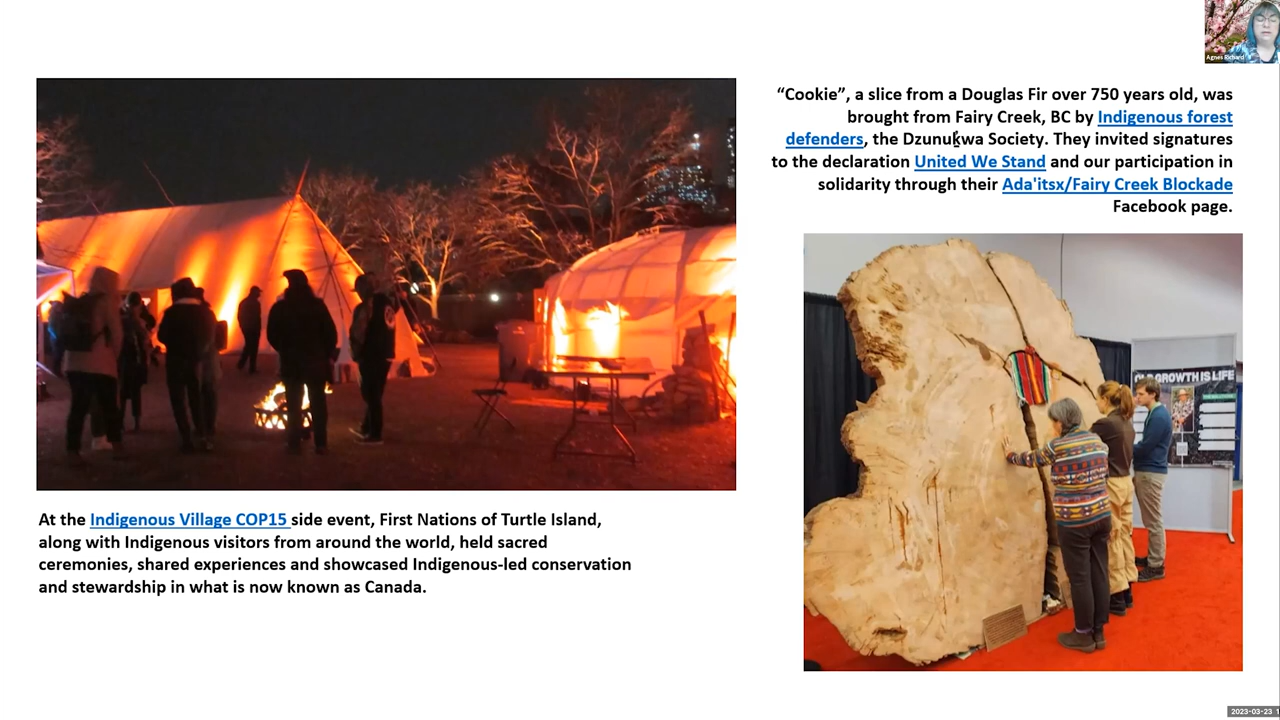 Agnes Richard
“Cookie”, a slice from a Douglas Fir over 750 years old, was
brought from Fairy Creek, BC by Indigenous forest
defenders, the Dzunuḵwa Society. They invited signatures
to the declaration United We Stand and our participation in
solidarity through their Ada'itsx/Fairy Creek Blockade
Facebook page.
OLD GROWTH IS LIFE
At the Indigenous Village COP15 side event, First Nations of Turtle Island,
along with Indigenous visitors from around the world, held sacred
ceremonies, shared experiences and showcased Indigenous-led conservation
and stewardship in what is now known as Canada.
2023-03-23 1